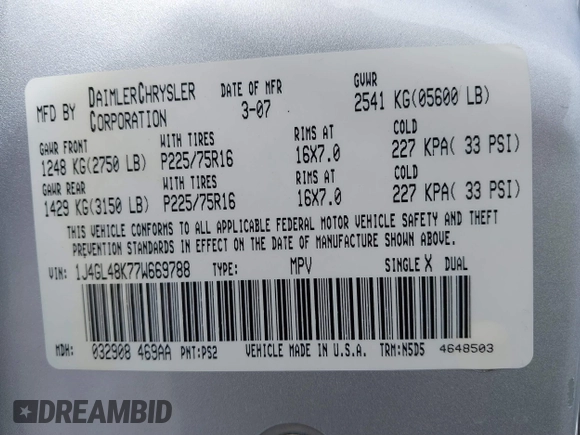 MFD BY DAIMLERCHRYSLER CORPORATION DATE OF MFR 3-07 GVWR 2541 KG(05600 LB)
GAWR FRONT WITH TIRES RIMS AT COLD
1248 KG(2750 LB) P225/75R16 16X7.0 227 KPA( 33 PSI)
GAWR REAR WITH TIRES RIMS AT COLD
1429 KG(3150 LB) P225/75R16 16X7.0 227 KPA( 33 PSI)
THIS VEHICLE CONFORMS TO ALL APPLICABLE FEDERAL MOTOR VEHICLE SAFETY AND THEFT
PREVENTION STANDARDS IN EFFECT ON THE DATE OF MANUFACTURE SHOWN ABOVE.
VIN: 1J4GL48K77W669788 TYPE: MPV SINGLE X DUAL
MDH: 032908 469AA PNT:PS2 VEHICLE MADE IN U.S.A. TRM:N5D5 4648503
DREAMBID